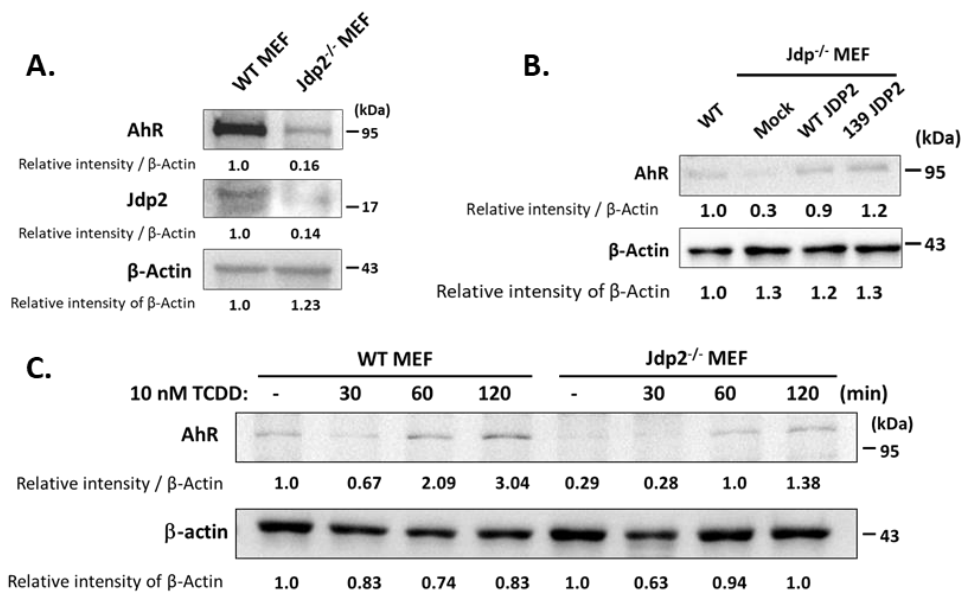 A.
WT MEF
Jdp2-/- MEF
(kDa)
AhR
95
Relative intensity / β-Actin 1.0 0.16
Jdp2
17
Relative intensity / β-Actin 1.0 0.14
β-Actin
43
Relative intensity of β-Actin 1.0 1.23
B.
Jdp-/- MEF
WT Mock WT JDP2 139 JDP2
(kDa)
AhR
95
Relative intensity / β-Actin 1.0 0.3 0.9 1.2
β-Actin
43
Relative intensity of β-Actin 1.0 1.3 1.2 1.3
C.
WT MEF Jdp2-/- MEF
10 nM TCDD: - 30 60 120 - 30 60 120 (min)
(kDa)
AhR
95
Relative intensity / β-Actin 1.0 0.67 2.09 3.04 0.29 0.28 1.0 1.38
β-actin
43
Relative intensity of β-Actin 1.0 0.83 0.74 0.83 1.0 0.63 0.94 1.0